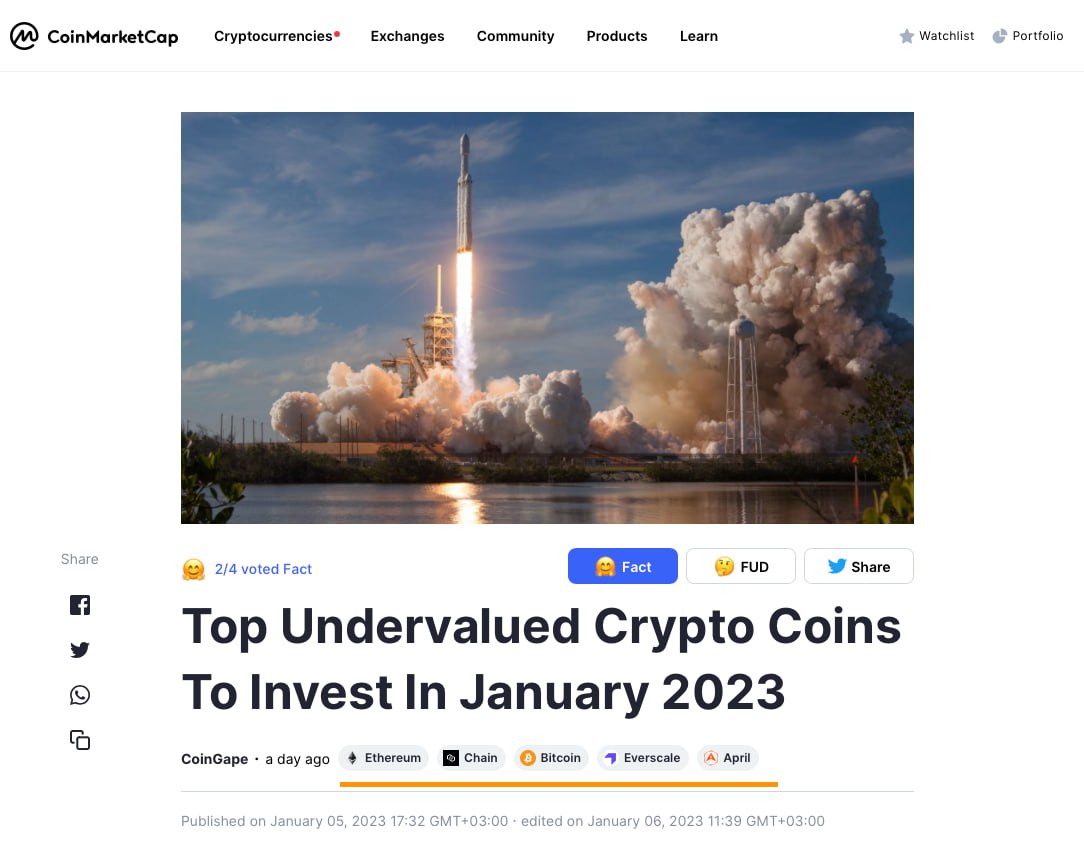 CoinMarketCap Cryptocurrencies Exchanges Community Products Learn Watchlist Portfolio
Share
2/4 voted Fact Fact FUD Share
Top Undervalued Crypto Coins
To Invest In January 2023
CoinGape · a day ago Ethereum Chain Bitcoin Everscale April
Published on January 05, 2023 17:32 GMT+03:00 · edited on January 06, 2023 11:39 GMT+03:00